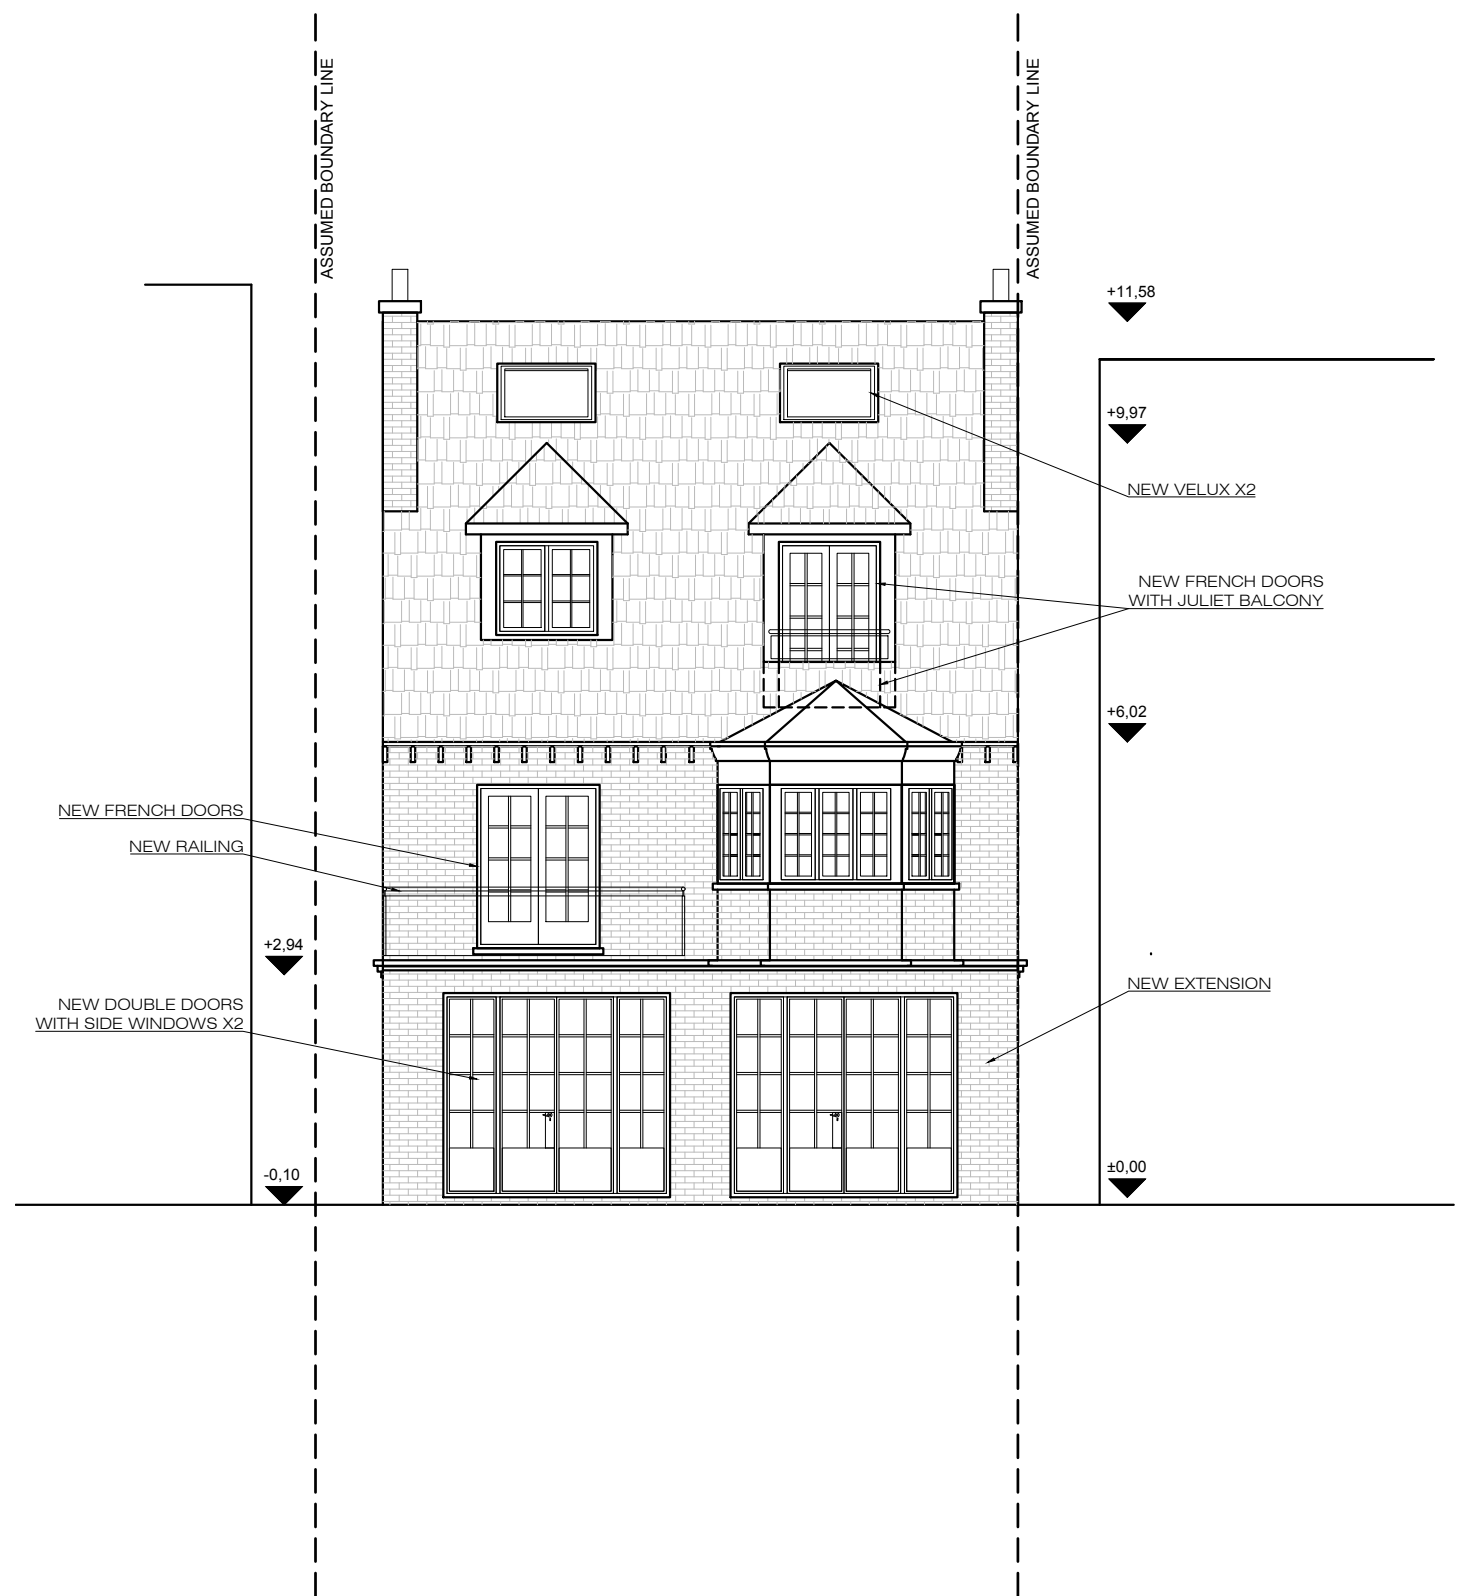 ASSUMED BOUNDARY LINE
ASSUMED BOUNDARY LINE
+11,58
+9,97
NEW VELUX X2
NEW FRENCH DOORS
WITH JULIET BALCONY
+6,02
NEW FRENCH DOORS
NEW RAILING
+2,94
NEW EXTENSION
NEW DOUBLE DOORS
WITH SIDE WINDOWS X2
-0,10
±0,00